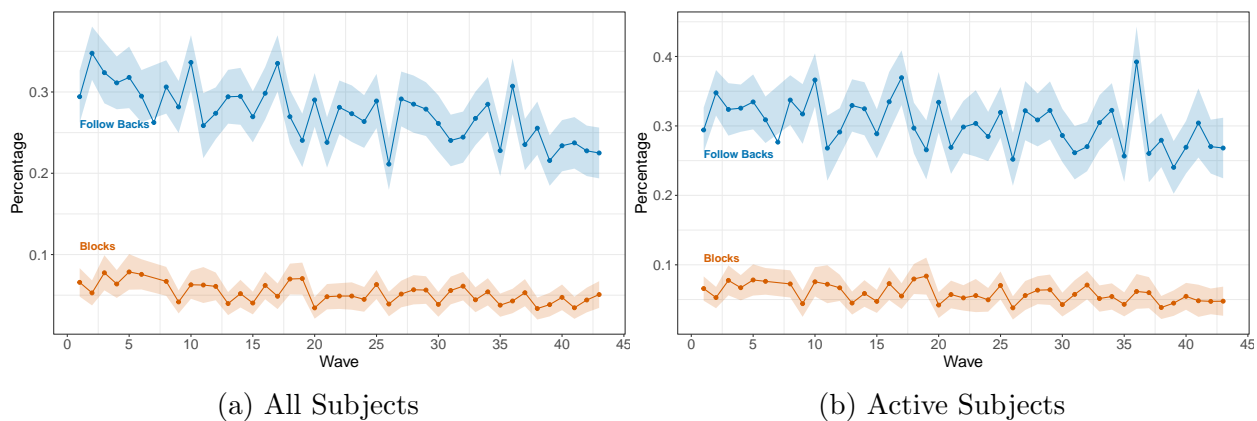 0.3
0.2
0.1
Percentage
Follow Backs
Blocks
0 5 10 15 20 25 30 35 40 45
Wave
(a) All Subjects
0.4
0.3
0.2
0.1
Percentage
Follow Backs
Blocks
0 5 10 15 20 25 30 35 40 45
Wave
(b) Active Subjects